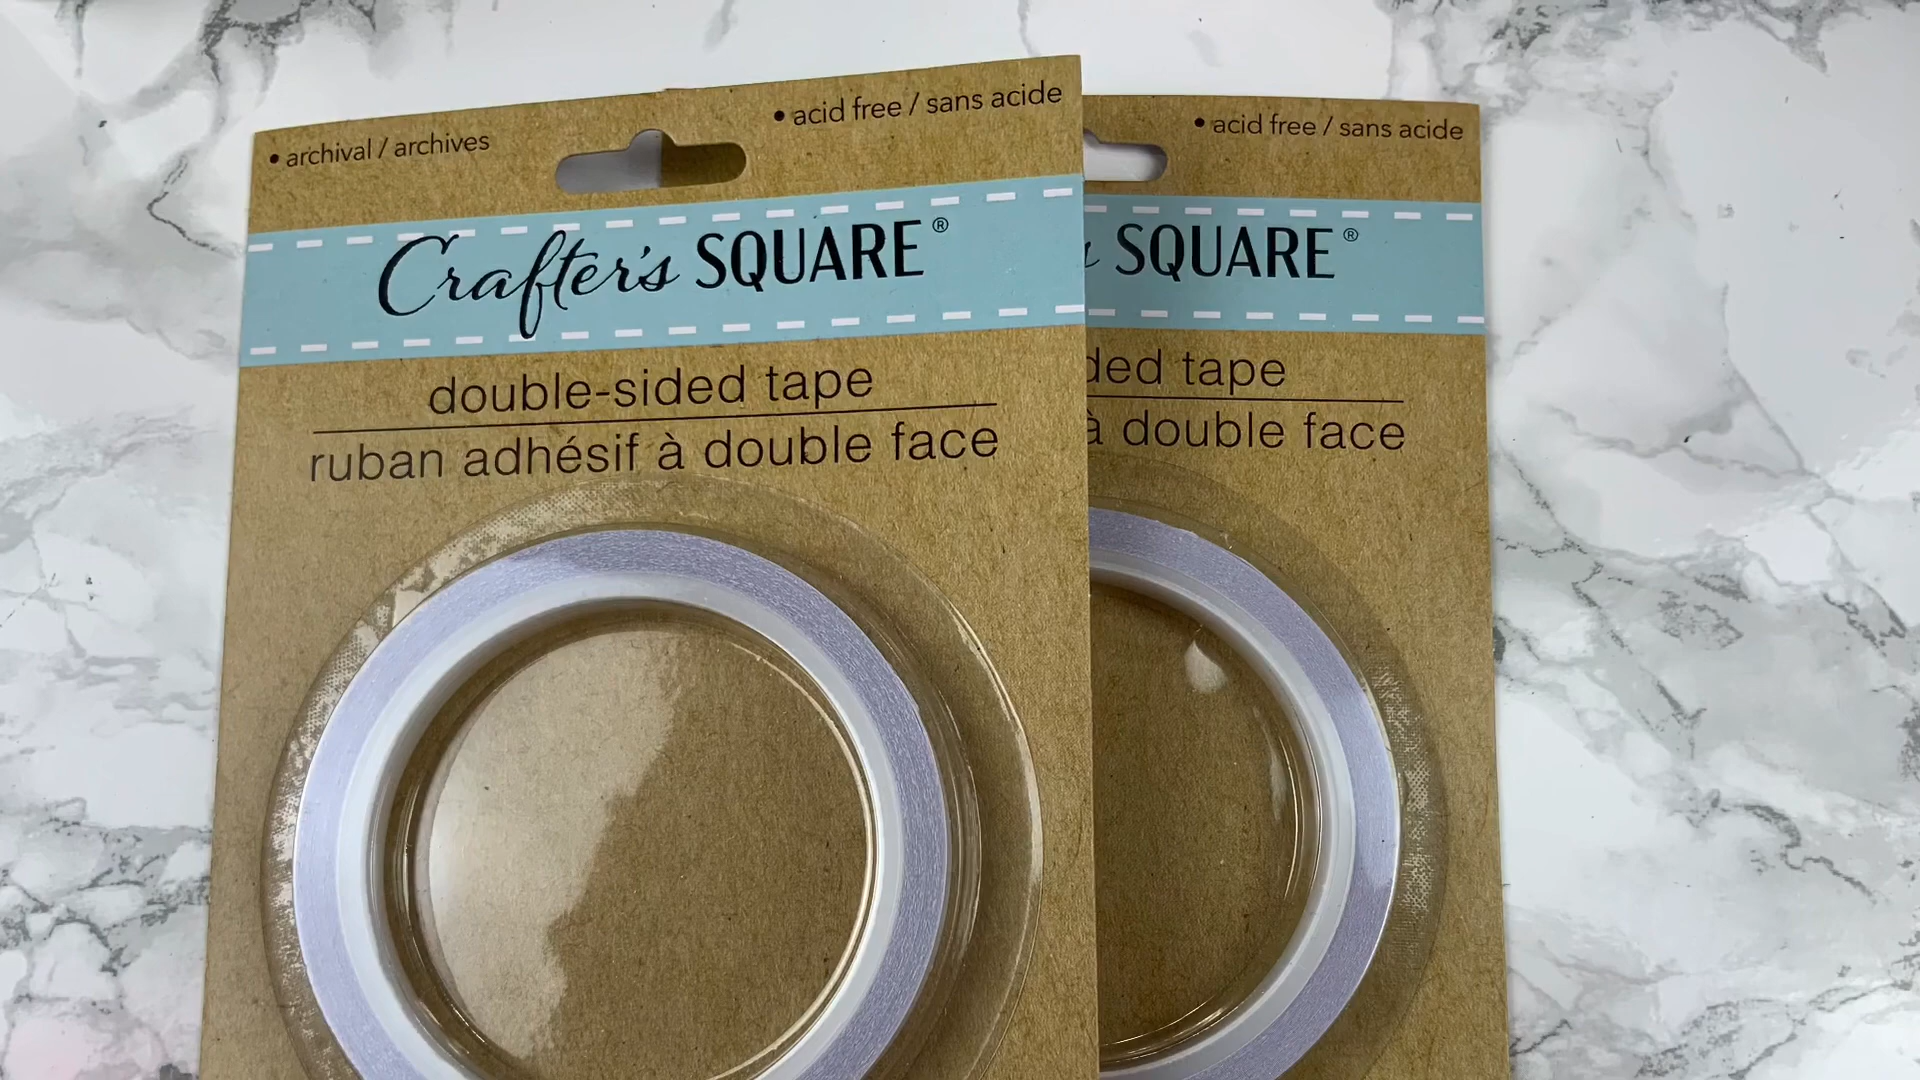 • archival / archives
• acid free / sans acide
Crafter's SQUARE®
double-sided tape
ruban adhésif à double face
• acid free / sans acide
SQUARE®
ded tape
à double face